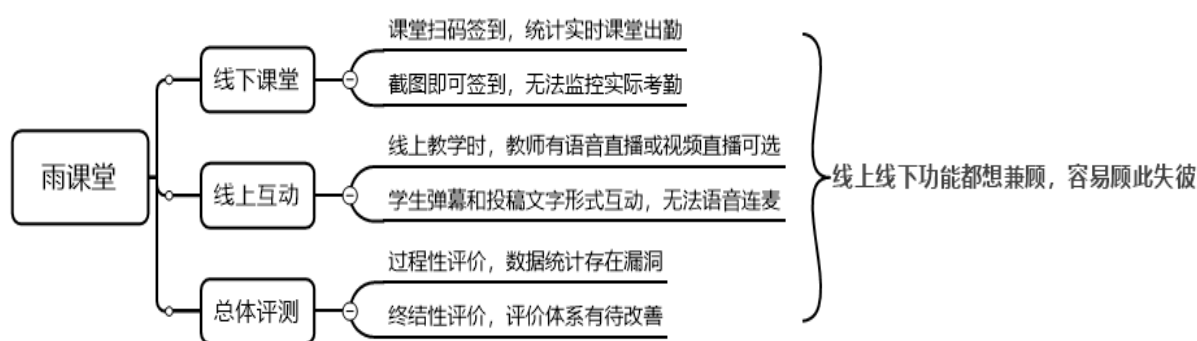 雨课堂
线下课堂
课堂扫码签到，统计实时课堂出勤
截图即可签到，无法监控实际考勤
线上互动
线上教学时，教师有语音直播或视频直播可选
学生弹幕和投稿文字形式互动，无法语音连麦
总体评测
过程性评价，数据统计存在漏洞
终结性评价，评价体系有待改善
线上线下功能都想兼顾，容易顾此失彼